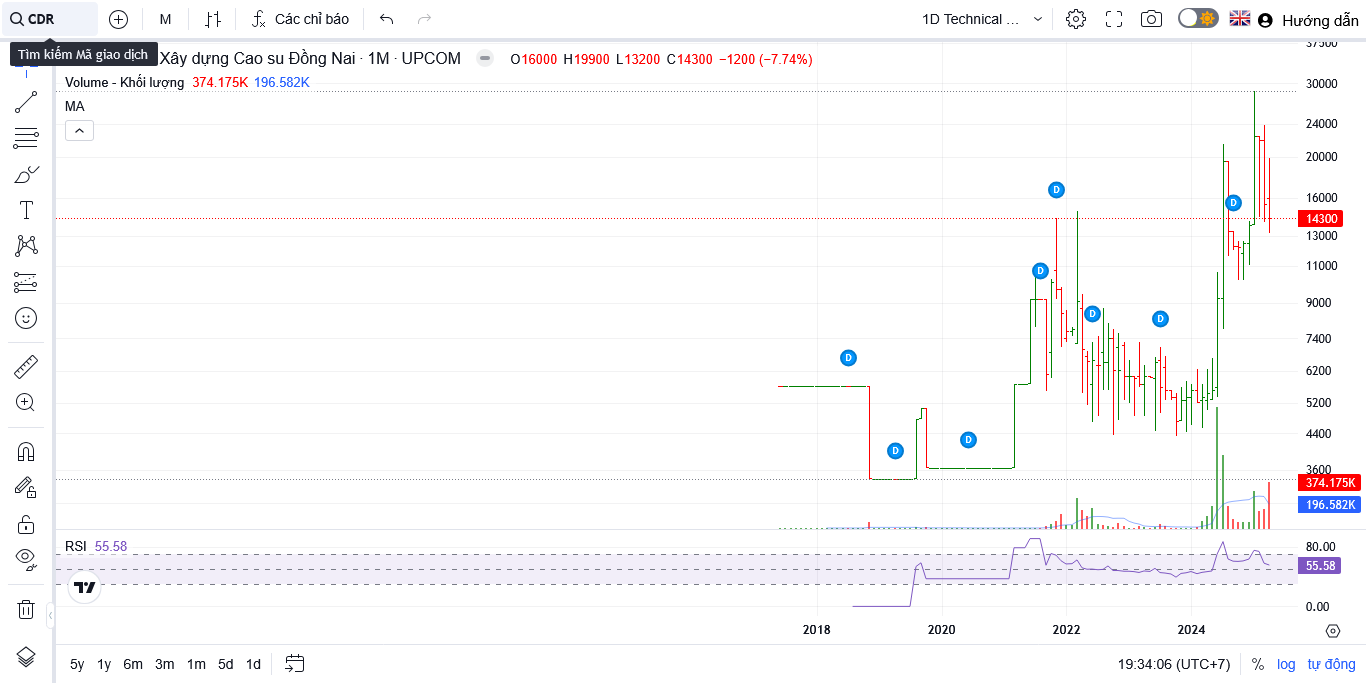 CDR
M
Các chỉ báo
1D Technical ...
Hướng dẫn
Tìm kiếm Mã giao dịch
Xây dựng Cao su Đồng Nai · 1M · UPCOM
O16000 H19900 L13200 C14300 −1200 (−7.74%)
Volume - Khối lượng 374.175K 196.582K
MA
37500
30000
24000
20000
16000
14300
13000
11000
9000
7400
6200
5200
4400
3600
374.175K
196.582K
D
D
D
D
D
D
D
D
RSI 55.58
80.00
55.58
0.00
2018 2020 2022 2024
5y 1y 6m 3m 1m 5d 1d
19:34:06 (UTC+7) % log tự động